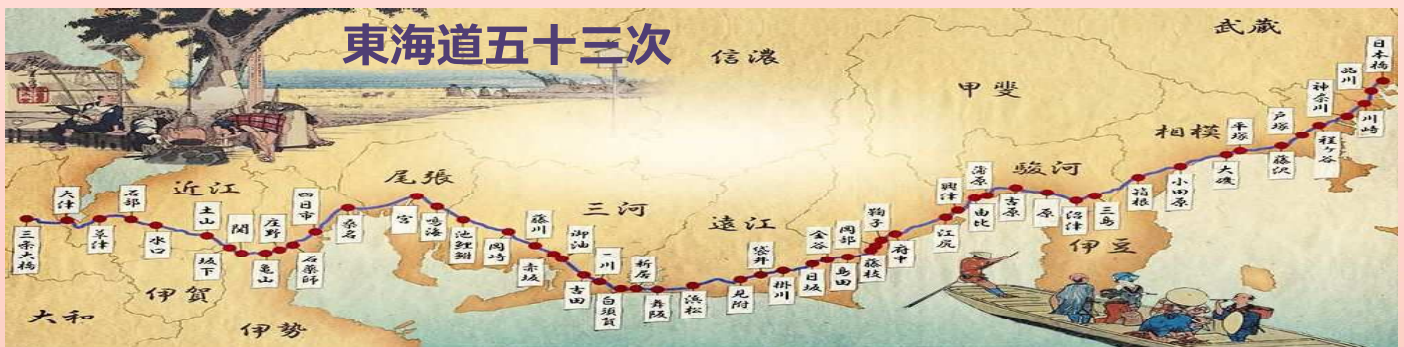 東海道五十三次
武蔵
信濃
甲斐
相模
駿河
伊豆
遠江
三河
尾張
近江
伊賀
伊勢
大和
日本橋
品川
川崎
神奈川
程ヶ谷
戸塚
藤沢
平塚
大磯
小田原
箱根
三島
沼津
原
吉原
蒲原
由比
興津
江尻
府中
鞠子
岡部
藤枝
島田
金谷
日坂
掛川
袋井
見附
浜松
舞阪
新居
白須賀
二川
吉田
御油
赤坂
藤川
岡崎
池鯉鮒
鳴海
宮
桑名
四日市
石薬師
庄野
亀山
関
坂下
土山
水口
石部
草津
大津
三条大橋